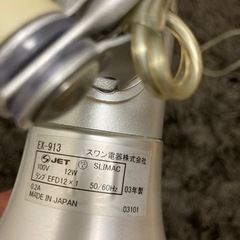 EX-913 スワン電器株式会社
JET SLIMAC
100V 12W
ランプ EFD12×1 50/60Hz 03年製
0.2A
MADE IN JAPAN 03101